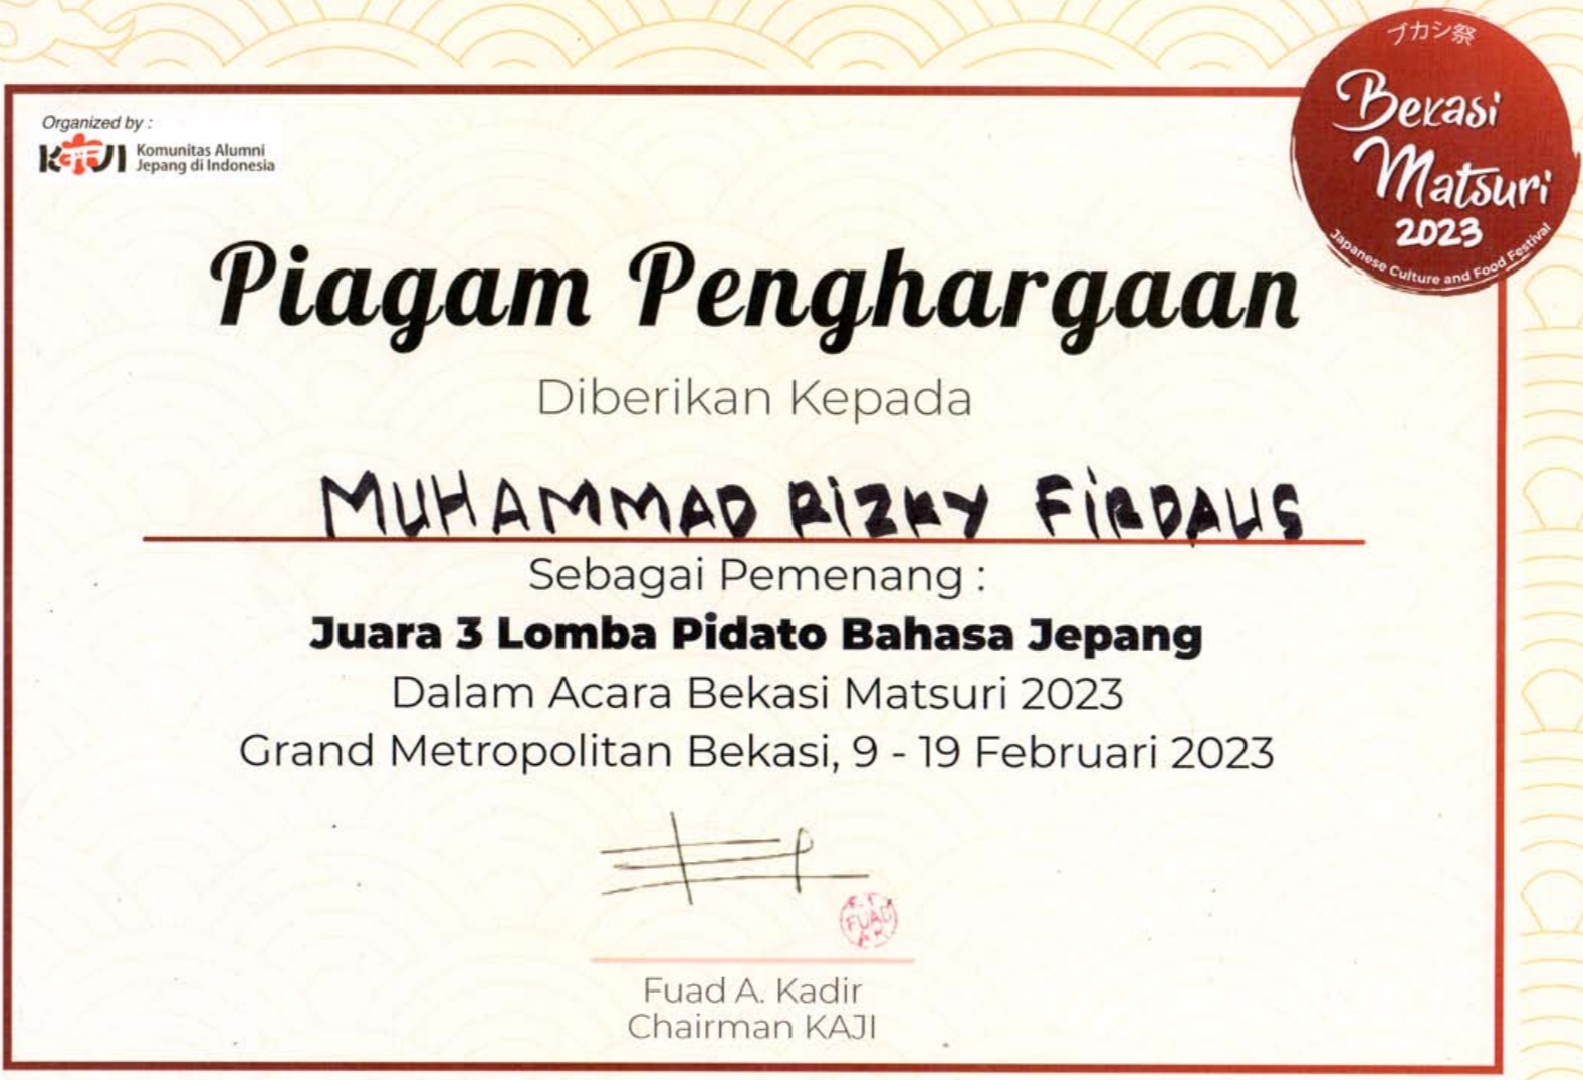 ブカシ祭
Bekasi
Matsuri
2023
Japanese Culture and Food Festival
Organized by :
KAJI Komunitas Alumni
Jepang di Indonesia
Piagam Penghargaan
Diberikan Kepada
MUHAMMAD RIZKY FIRDAUS
Sebagai Pemenang :
Juara 3 Lomba Pidato Bahasa Jepang
Dalam Acara Bekasi Matsuri 2023
Grand Metropolitan Bekasi, 9 - 19 Februari 2023
FUAD
Fuad A. Kadir
Chairman KAJI